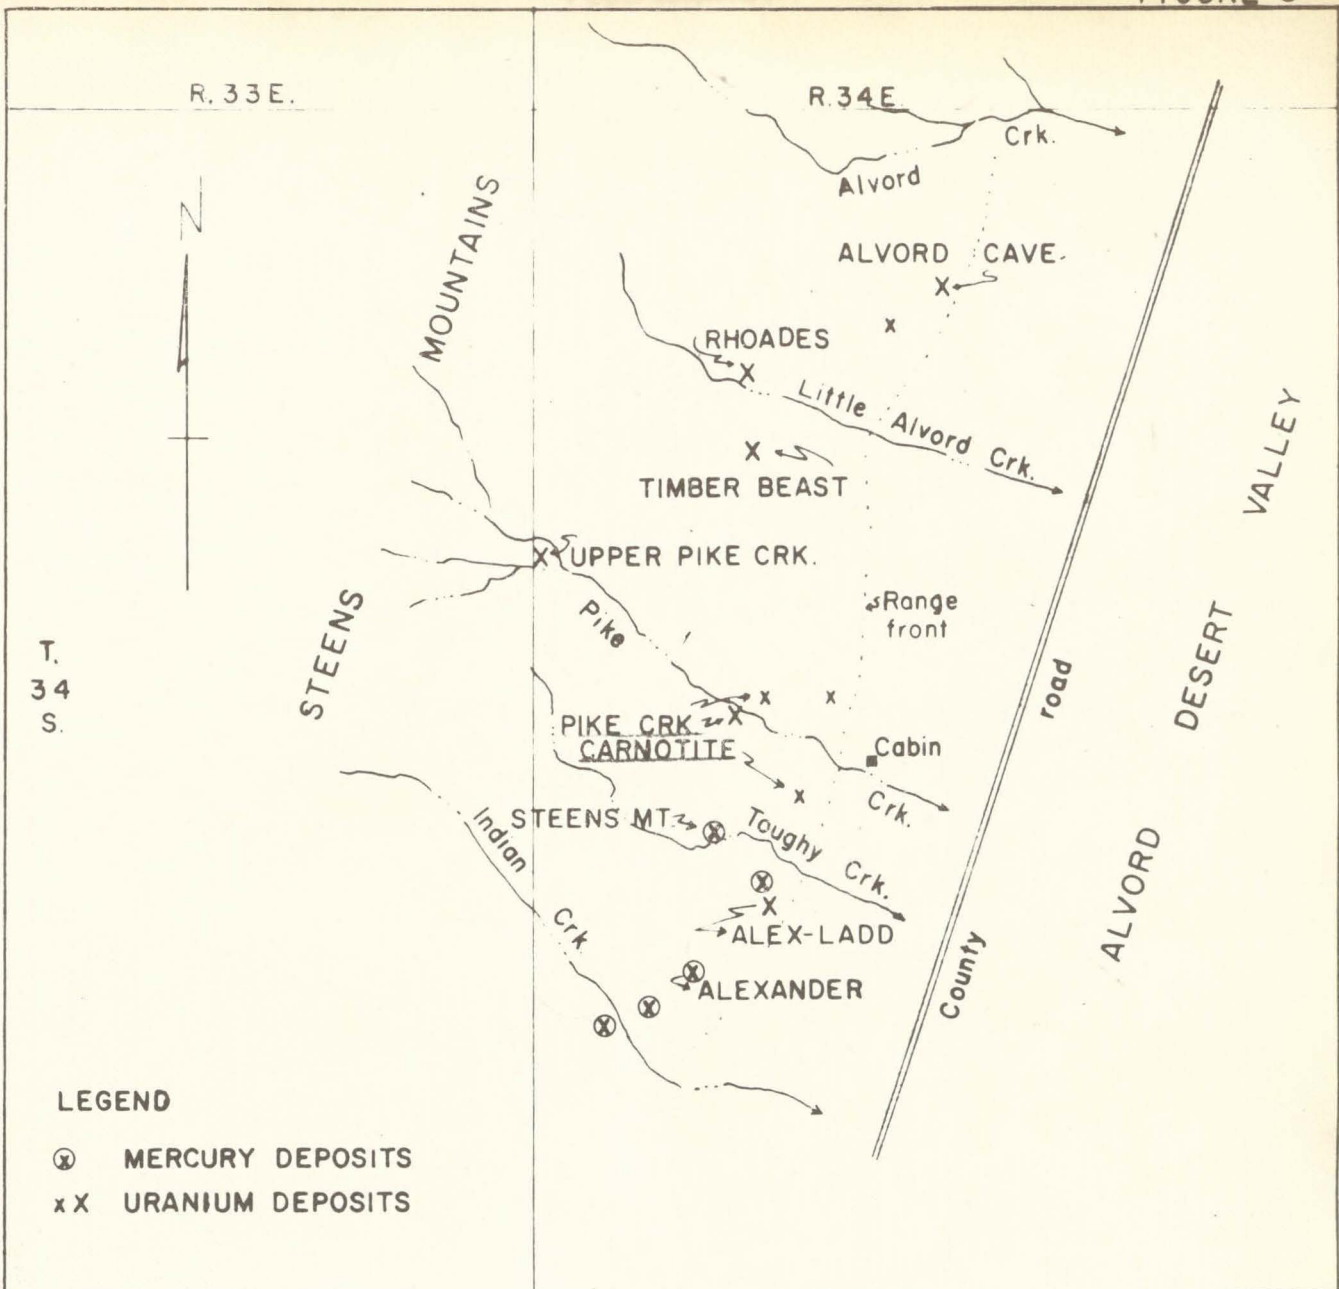 R. 33 E.
R. 34 E.
N
Alvord Crk.
ALVORD CAVE
RHOADES
Little Alvord Crk.
TIMBER BEAST
UPPER PIKE CRK.
STEENS MOUNTAINS
T.
34
S.
Range
front
Pike Crk.
PIKE CRK.
CARNOTITE
Cabin
STEENS MT.
Toughy Crk.
Indian Crk
ALEX-LADD
ALEXANDER
County road
ALVORD DESERT VALLEY
LEGEND
MERCURY DEPOSITS
x X URANIUM DEPOSITS